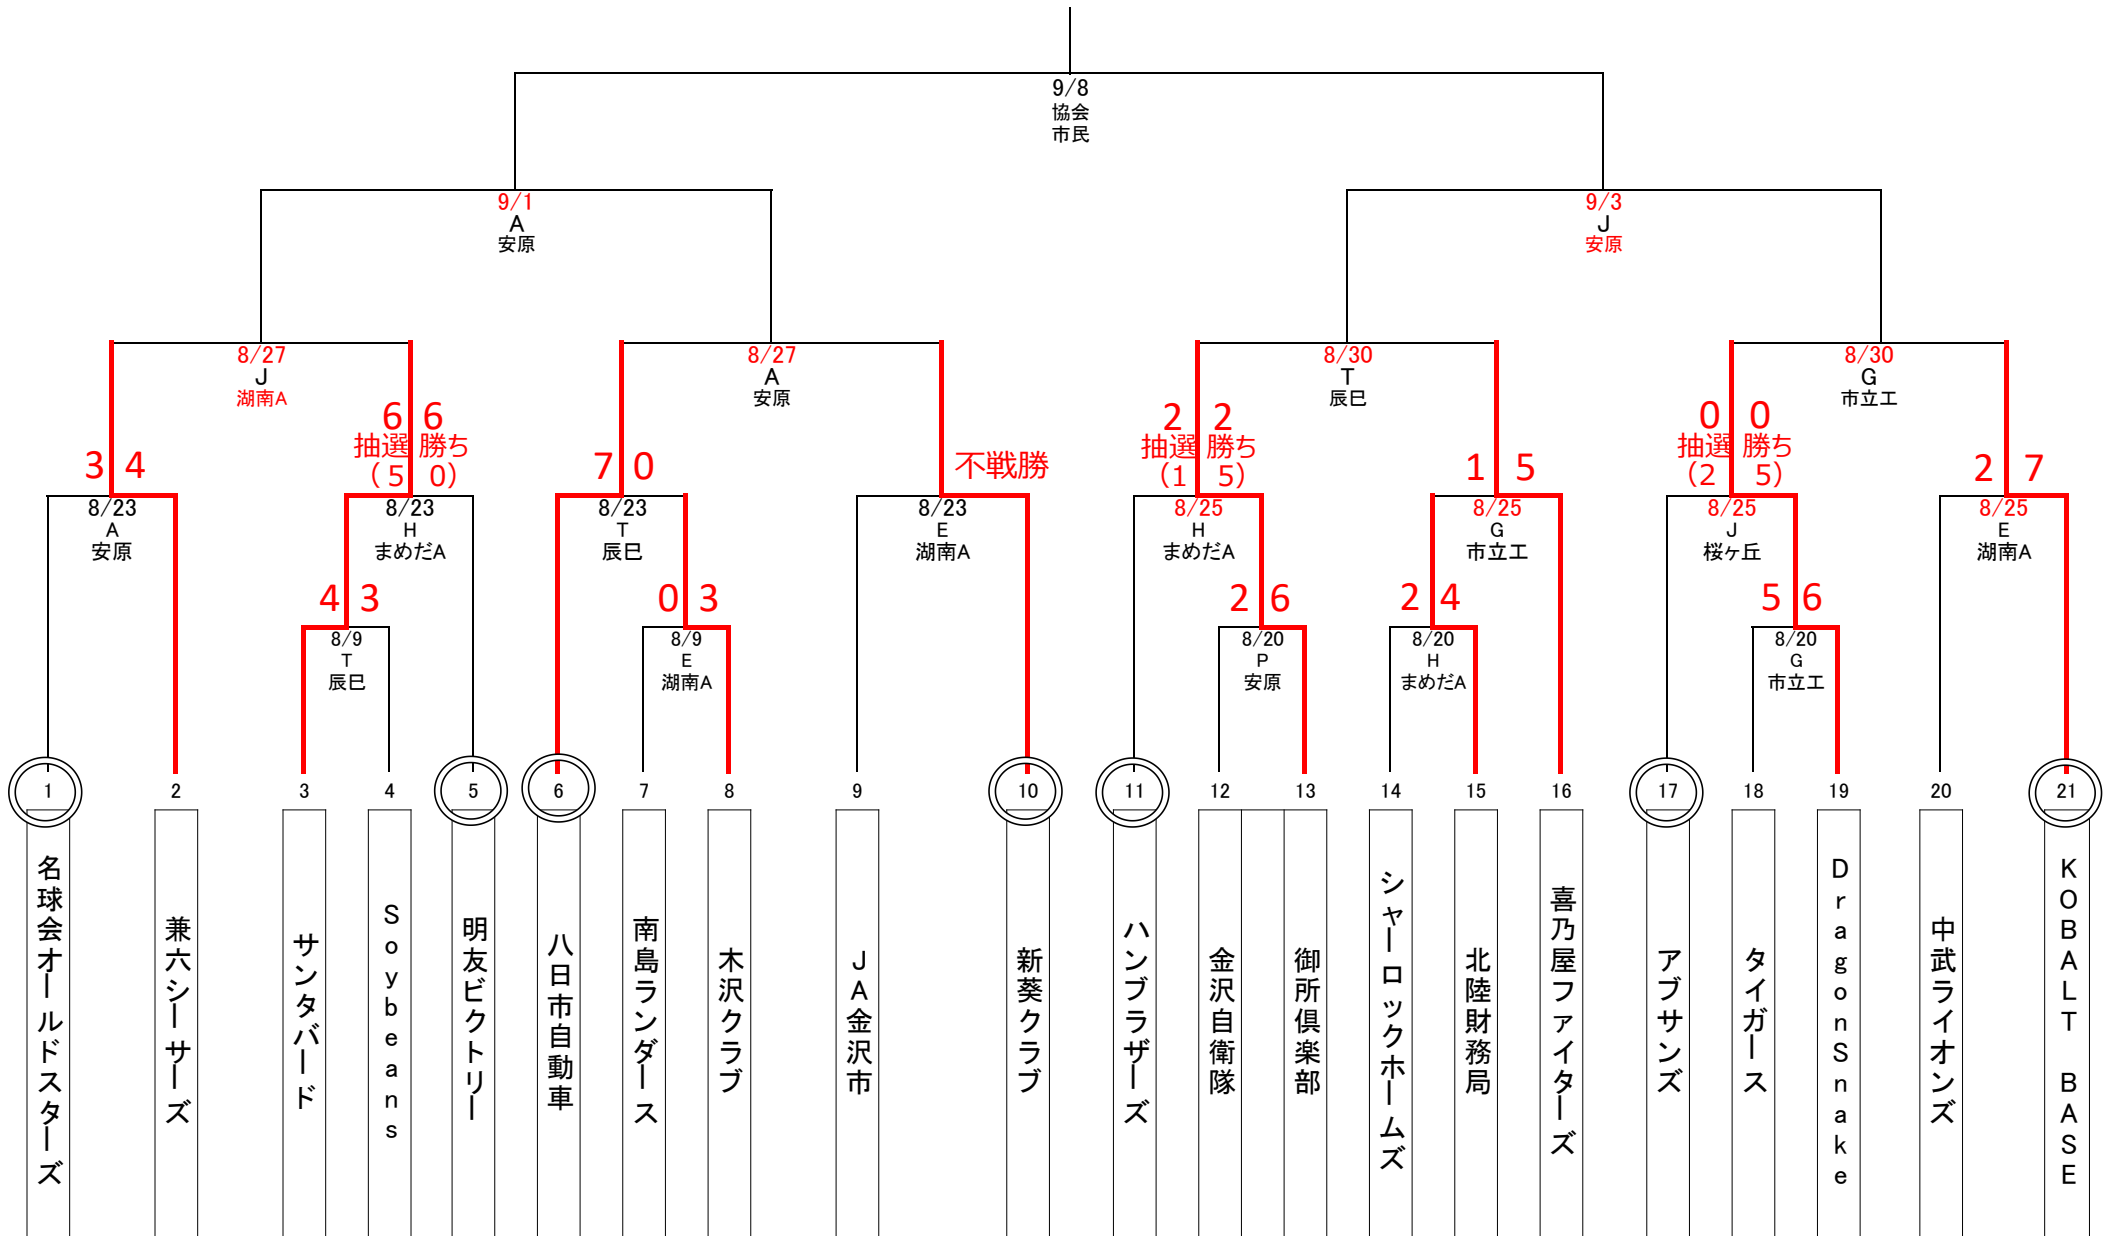 9/8
協会
市民
9/1
A
安原
9/3
J
安原
8/27
J
湖南A
8/27
A
安原
8/30
T
辰巳
8/30
G
市立工
3 4
6 6
抽選勝ち
(5 0)
7 0
不戦勝
2 2
抽選勝ち
(1 5)
1 5
0 0
抽選勝ち
(2 5)
2 7
8/23
A
安原
8/23
H
まめだA
8/23
T
辰巳
8/23
E
湖南A
8/25
H
まめだA
8/25
G
市立工
8/25
J
桜ヶ丘
8/25
E
湖南A
4 3
0 3
2 6
2 4
5 6
8/9
T
辰巳
8/9
E
湖南A
8/20
P
安原
8/20
H
まめだA
8/20
G
市立工
1 2 3 4 5 6 7 8 9 10 11 12 13 14 15 16 17 18 19 20 21
名球会オールドスターズ
兼六シーサーズ
サンタバード
Soybeans
明友ビクトリー
八日市自動車
南島ランダース
木沢クラブ
JA金沢市
新葵クラブ
ハンブラザーズ
金沢自衛隊
御所倶楽部
シャーロックホームズ
北陸財務局
喜乃屋ファイターズ
アブサンズ
タイガース
DragonSnake
中武ライオンズ
KOBALT BASE